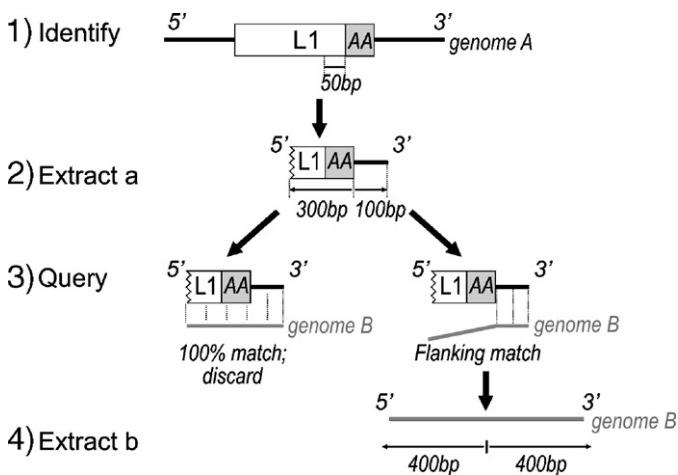 5’ 3’
1) Identify L1 AA genome A
50bp
5’ 3’
L1 AA
2) Extract a
300bp 100bp
3) Query 5’ 3’ 5’ 3’
L1 AA L1 AA
genome B genome B
100% match; Flanking match
discard
5’ 3’
genome B
4) Extract b
400bp 400bp